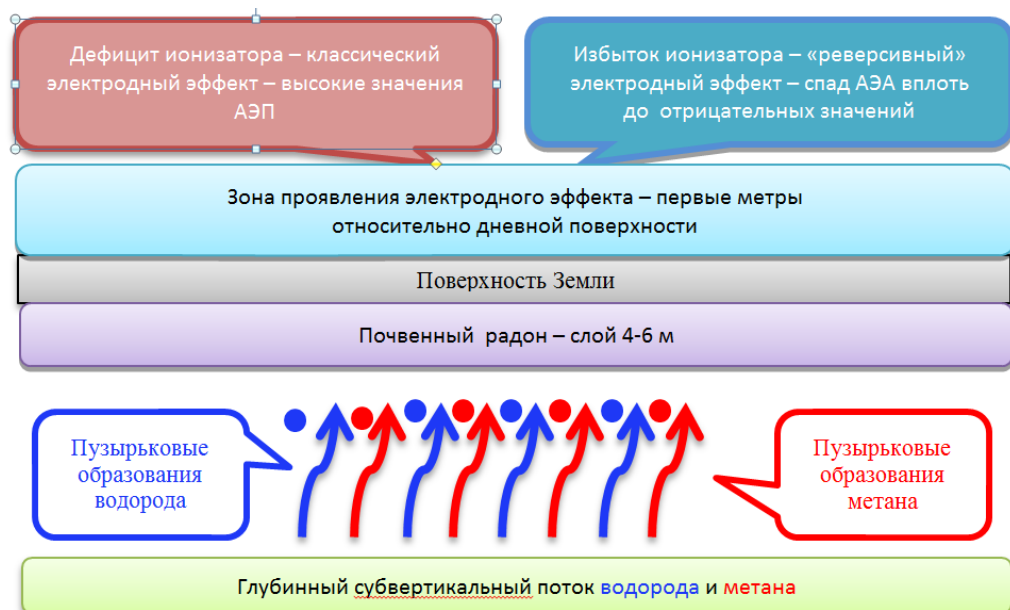 Дефицит ионизатора – классический
электродный эффект – высокие значения
АЭП
Избыток ионизатора – «реверсивный»
электродный эффект – спад АЭА вплоть
до отрицательных значений
Зона проявления электродного эффекта – первые метры
относительно дневной поверхности
Поверхность Земли
Почвенный радон – слой 4-6 м
Пузырьковые
образования
водорода
Пузырьковые
образования
метана
Глубинный субвертикальный поток водорода и метана